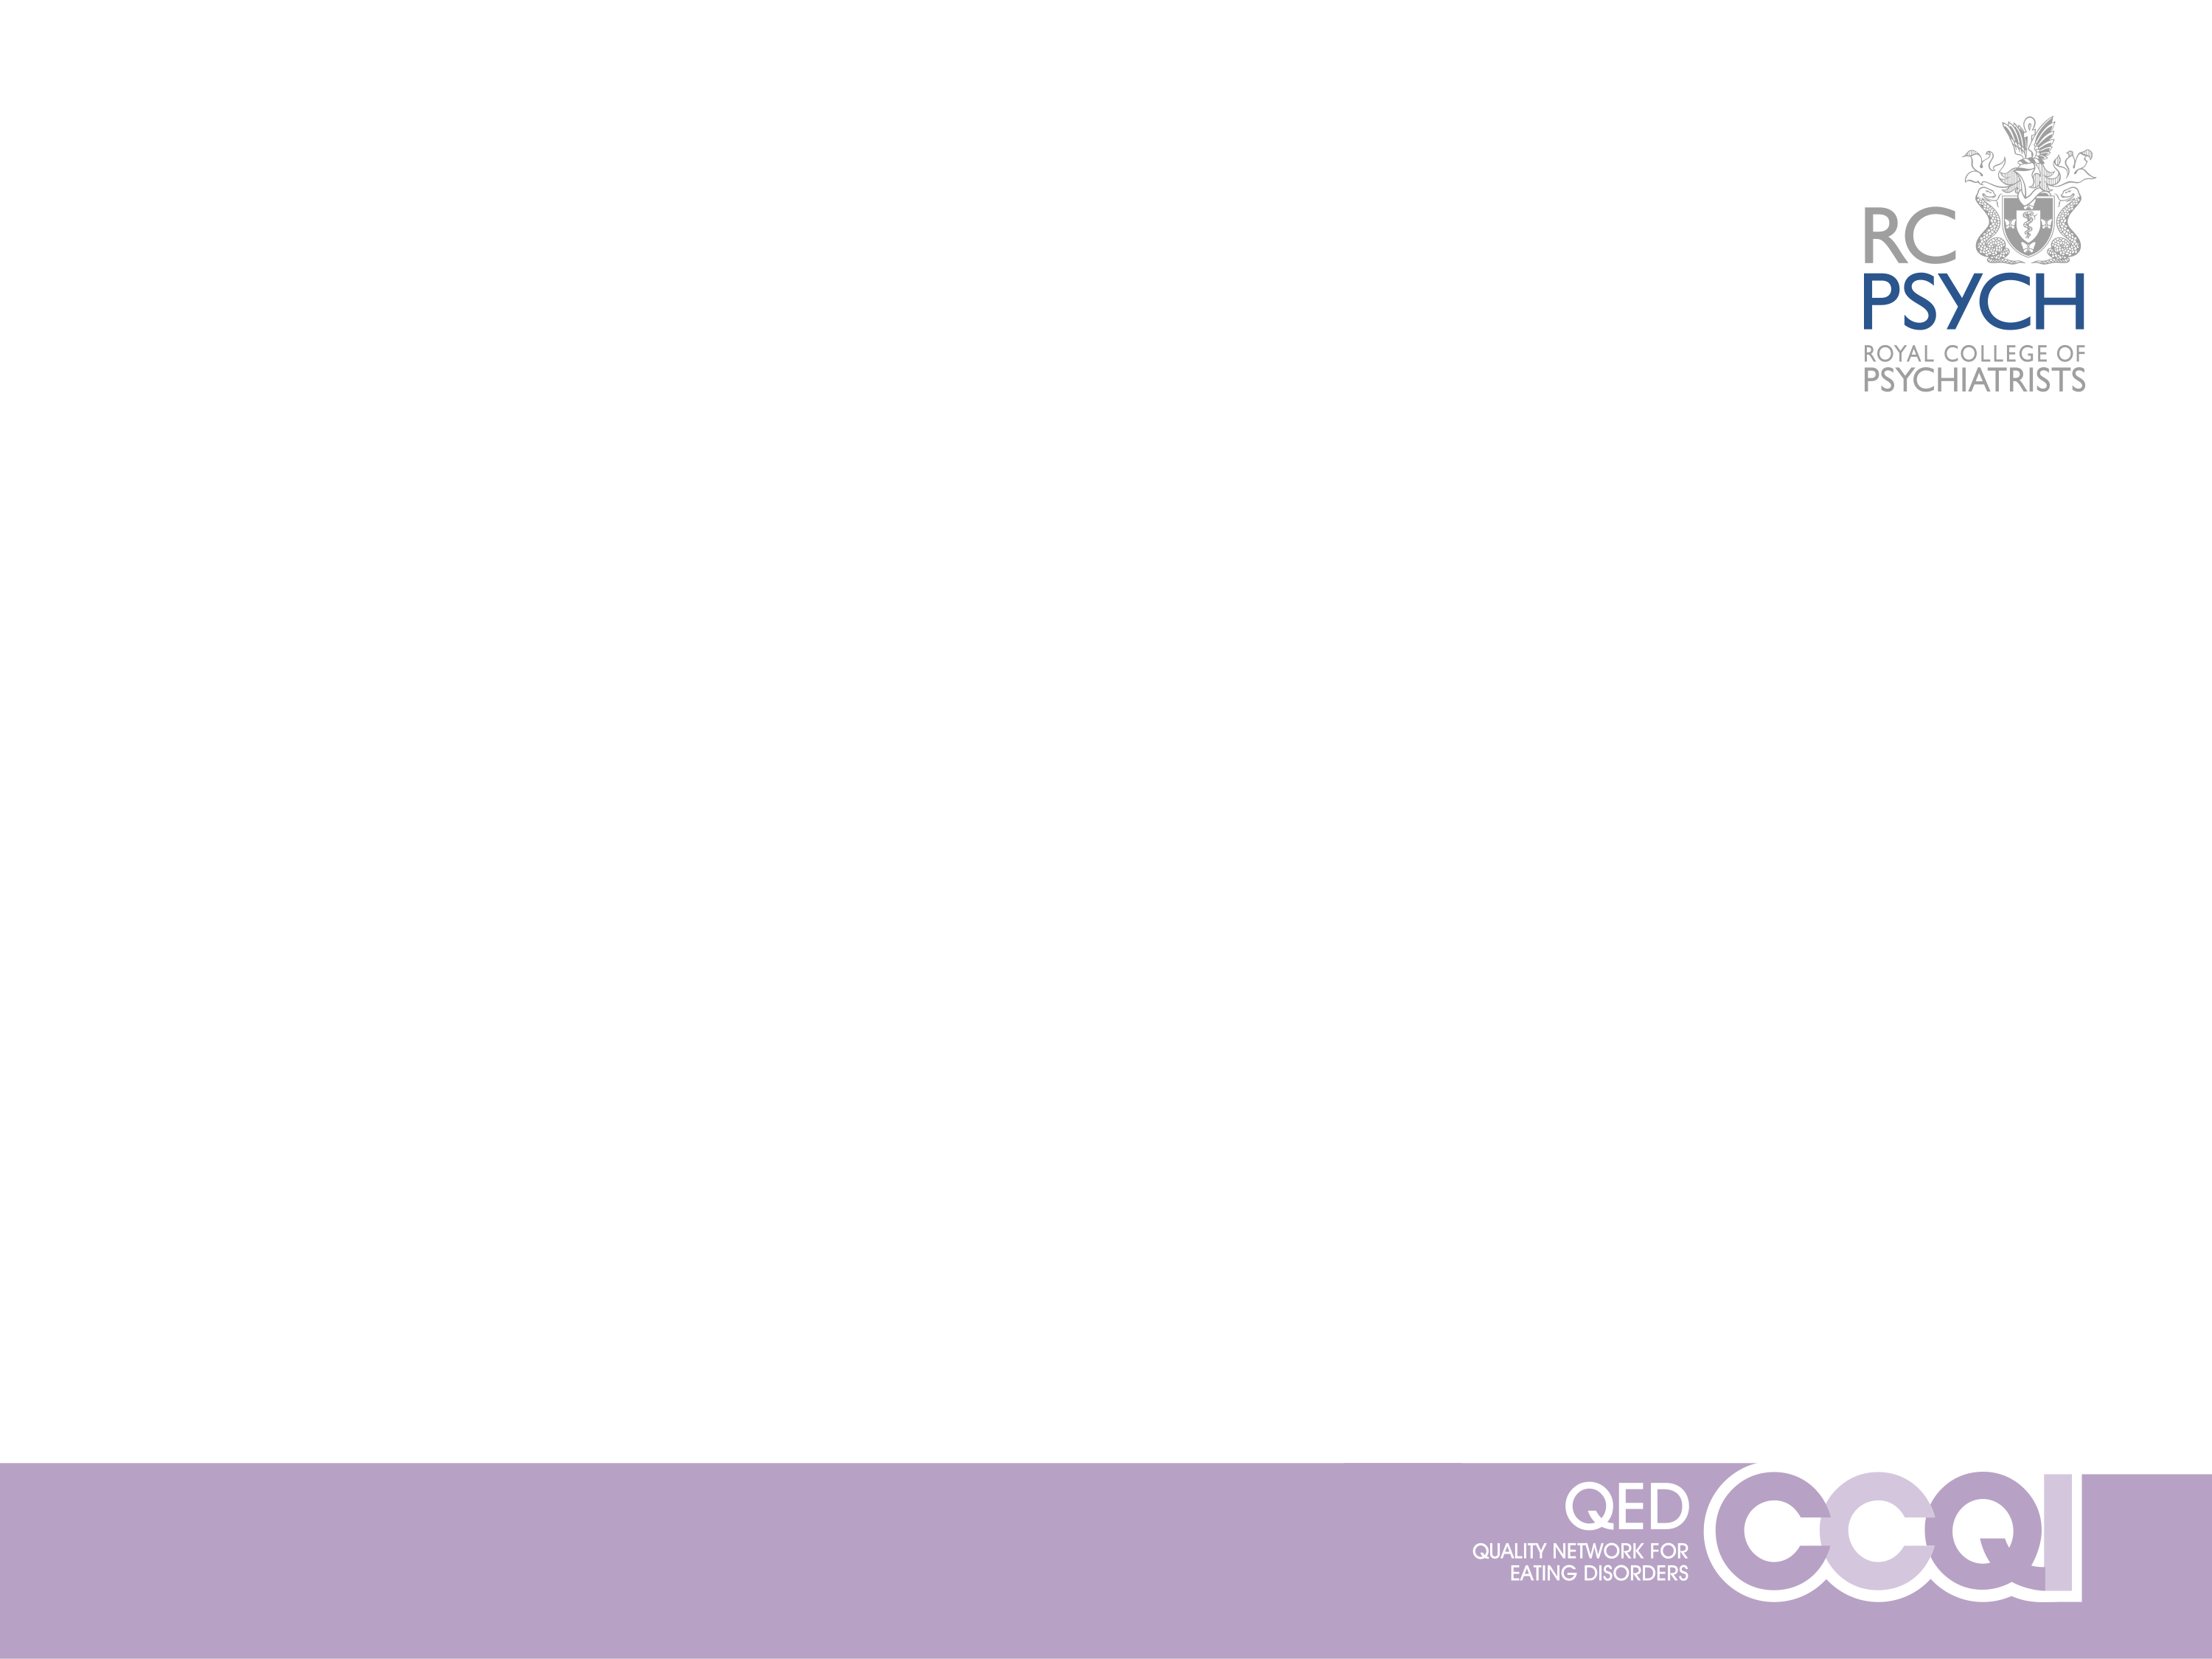 RC
PSYCH
ROYAL COLLEGE OF
PSYCHIATRISTS
QED
QUALITY NETWORK FOR
EATING DISORDERS
CCQI